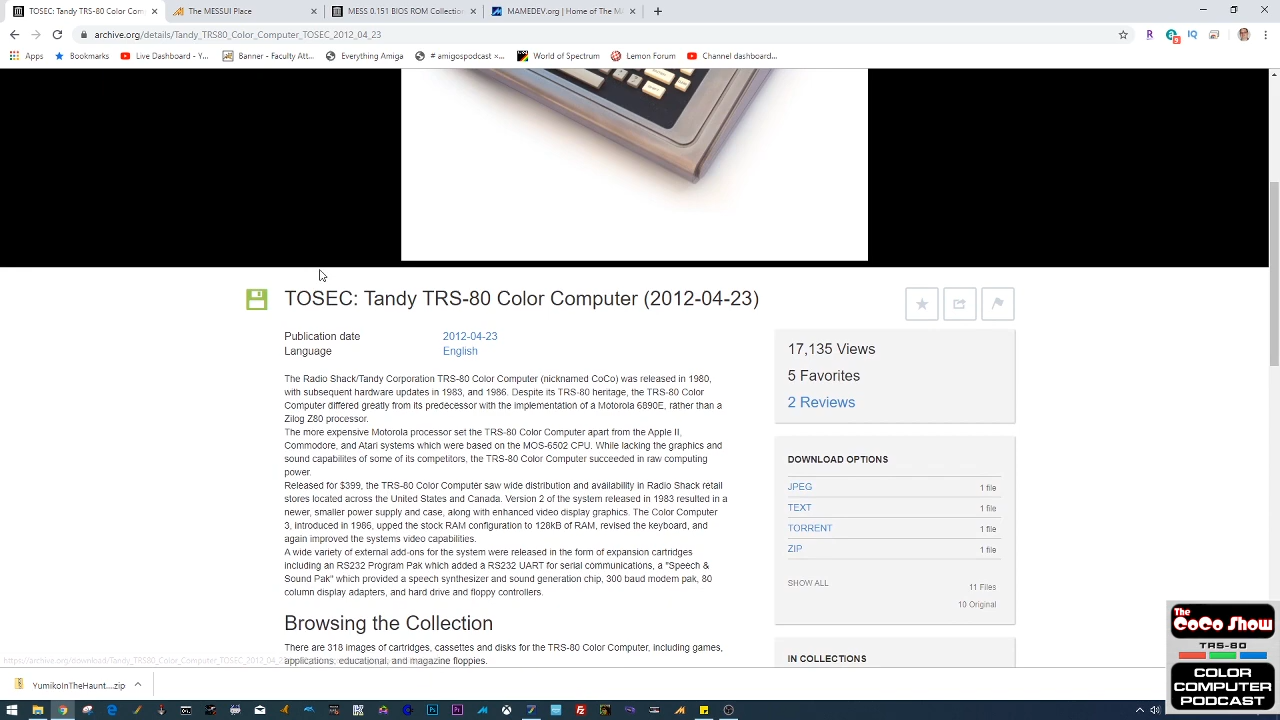 TOSEC: Tandy TRS-80 Color Com
The MESSUI Place
MESS 0.151 BIOS ROM Collection
MAMEDEV.org | Home of The M
archive.org/details/Tandy_TRS80_Color_Computer_TOSEC_2012_04_23
Apps
Bookmarks
Live Dashboard - Y...
Banner - Faculty Att...
Everything Amiga
# amigospodcast ×...
World of Spectrum
Lemon Forum
Channel dashboard...
TOSEC: Tandy TRS-80 Color Computer (2012-04-23)
Publication date 2012-04-23
Language English
The Radio Shack/Tandy Corporation TRS-80 Color Computer (nicknamed CoCo) was released in 1980,
with subsequent hardware updates in 1983, and 1986. Despite its TRS-80 heritage, the TRS-80 Color
Computer differed greatly from its predecessor with the implementation of a Motorola 6890E, rather than a
Zilog Z80 processor.
The more expensive Motorola processor set the TRS-80 Color Computer apart from the Apple II,
Commodore, and Atari systems which were based on the MOS-6502 CPU. While lacking the graphics and
sound capabilites of some of its competitors, the TRS-80 Color Computer succeeded in raw computing
power.
Released for $399, the TRS-80 Color Computer saw wide distribution and availability in Radio Shack retail
stores located across the United States and Canada. Version 2 of the system released in 1983 resulted in a
newer, smaller power supply and case, along with enhanced video display graphics. The Color Computer
3, introduced in 1986, upped the stock RAM configuration to 128kB of RAM, revised the keyboard, and
again improved the systems video capabilities.
A wide variety of external add-ons for the system were released in the form of expansion cartridges
including an RS232 Program Pak which added a RS232 UART for serial communications, a "Speech &
Sound Pak" which provided a speech synthesizer and sound generation chip, 300 baud modem pak, 80
column display adapters, and hard drive and floppy controllers.
Browsing the Collection
There are 318 images of cartridges, cassettes and for the TRS-80 Color Computer, including games,
applications, educational, and magazine floppies.
17,135 Views
5 Favorites
2 Reviews
DOWNLOAD OPTIONS
JPEG 1 file
TEXT 1 file
TORRENT 1 file
ZIP 1 file
SHOW ALL 11 Files
10 Original
IN COLLECTIONS
https://archive.org/download/Tandy_TRS80_Color_Computer_TOSEC_2012_04_2
YumikoInTheHaunt....zip
The
CoCo Show
TRS-80
COLOR
COMPUTER
PODCAST